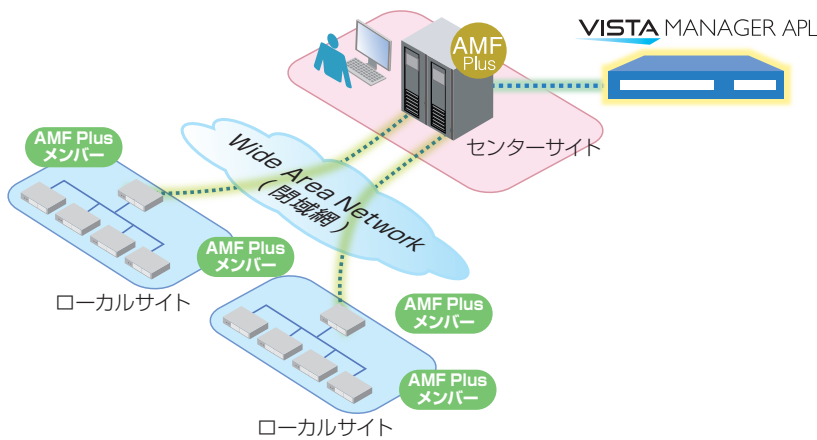 VISTA MANAGER APL
AMF
Plus
センターサイト
AMF Plus
メンバー
Wide Area Network
（閉域網）
AMF Plus
メンバー
ローカルサイト
AMF Plus
メンバー
AMF Plus
メンバー
ローカルサイト